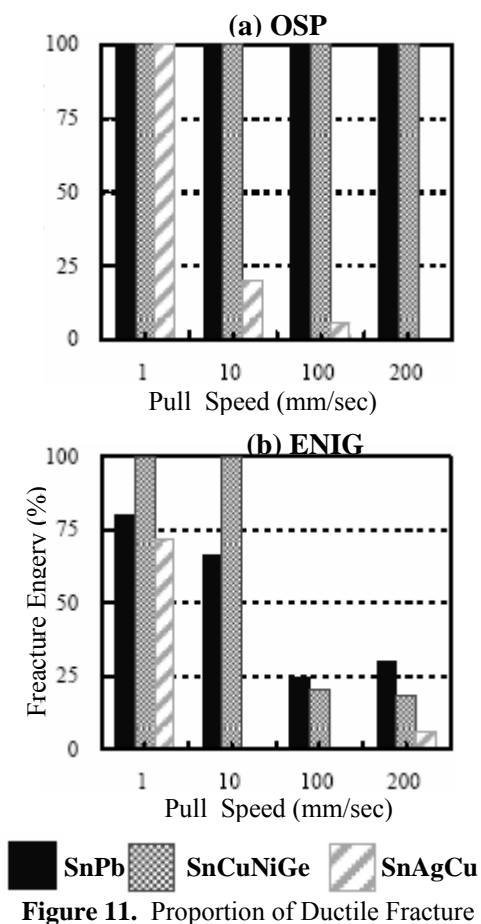 (a) OSP
100
75
50
25
0
1 10 100 200
Pull Speed (mm/sec)
(b) ENIG
Freacture Engerv (%)
100
75
50
25
0
1 10 100 200
Pull Speed (mm/sec)
SnPb SnCuNiGe SnAgCu
Figure 11. Proportion of Ductile Fracture